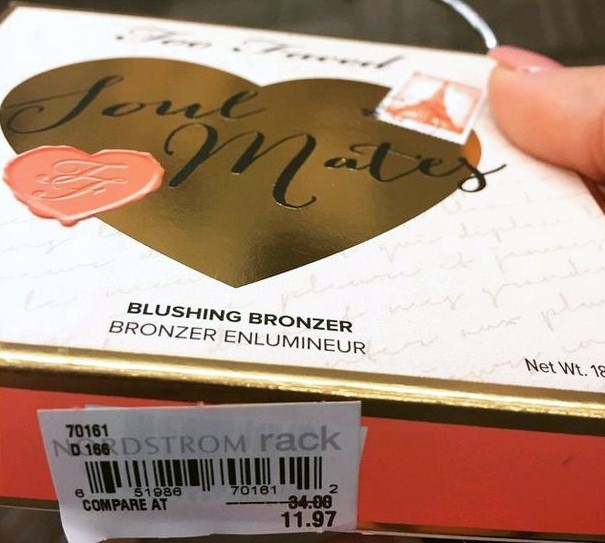 Too Faced
Soul
Mates
TF
BLUSHING BRONZER
BRONZER ENLUMINEUR
Net Wt. 18
70161
D 166
NORDSTROM rack
6 51986 70161 2
COMPARE AT 34.00
11.97